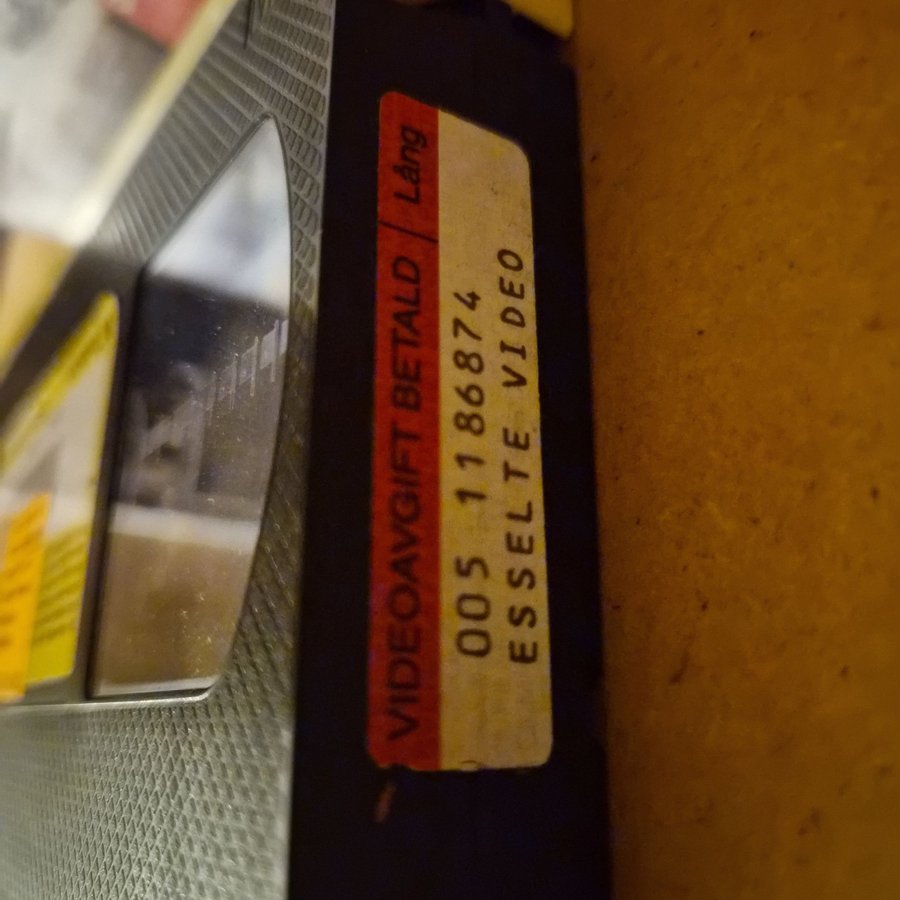 VIDEOAVGIFT BETALD / Lång
005 1186874
ESSELTE VIDEO